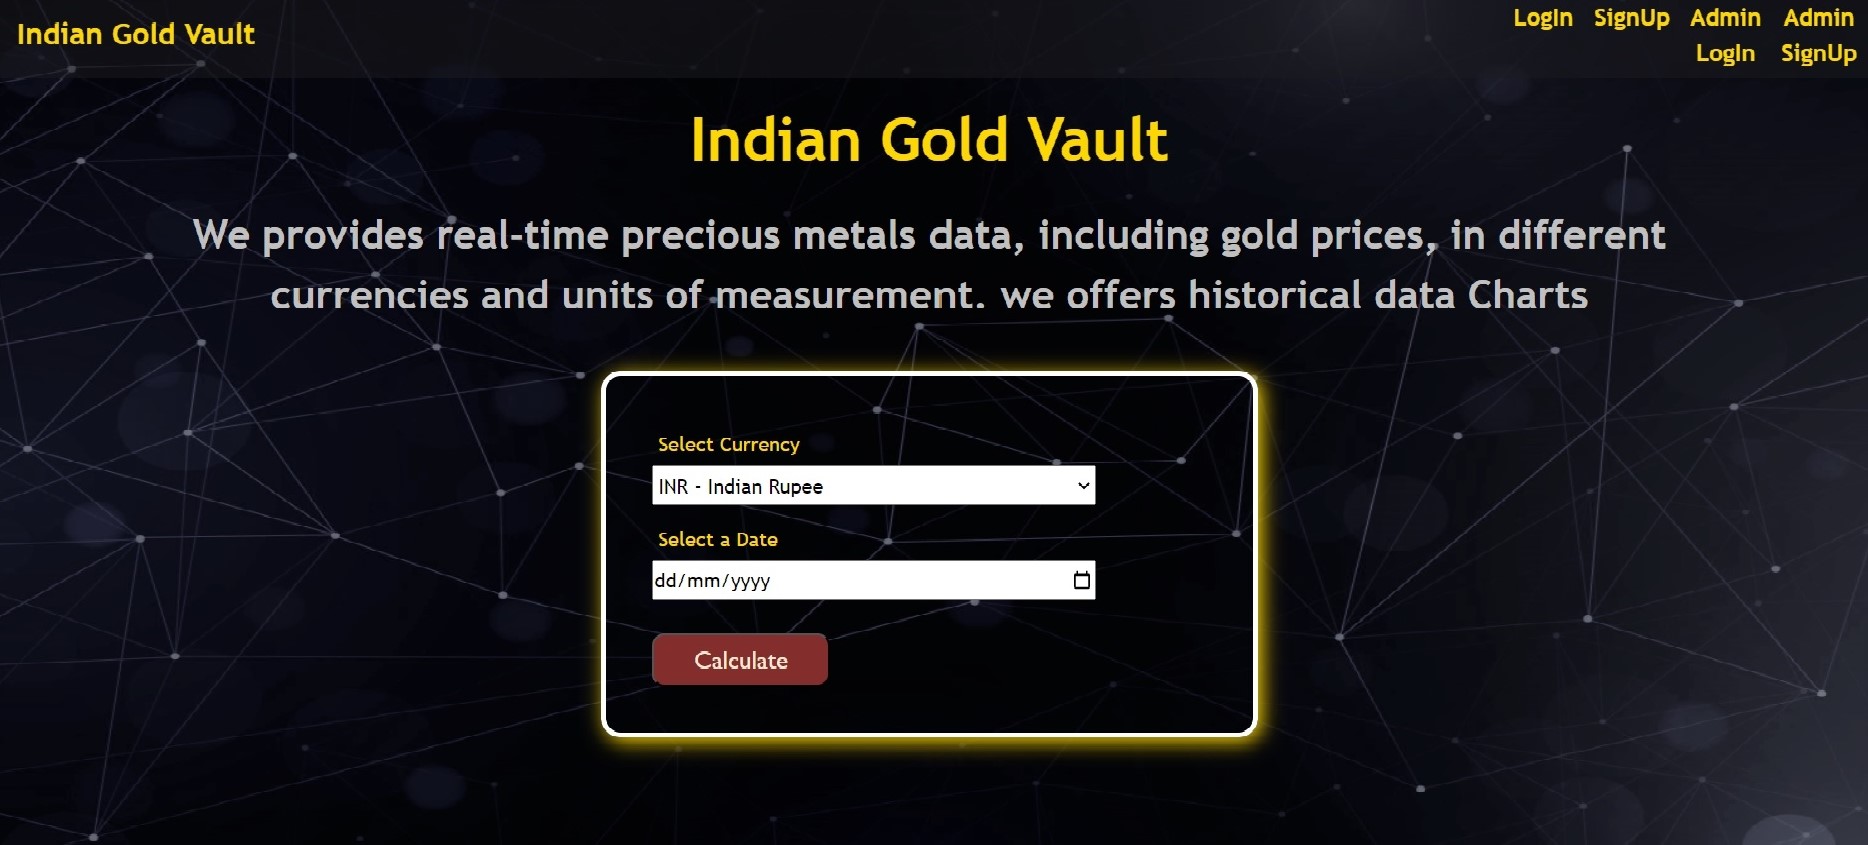 Indian Gold Vault
LogIn SignUp Admin LogIn Admin SignUp
Indian Gold Vault
We provides real-time precious metals data, including gold prices, in different
currencies and units of measurement. we offers historical data Charts
Select Currency
INR - Indian Rupee
Select a Date
dd/mm/yyyy
Calculate